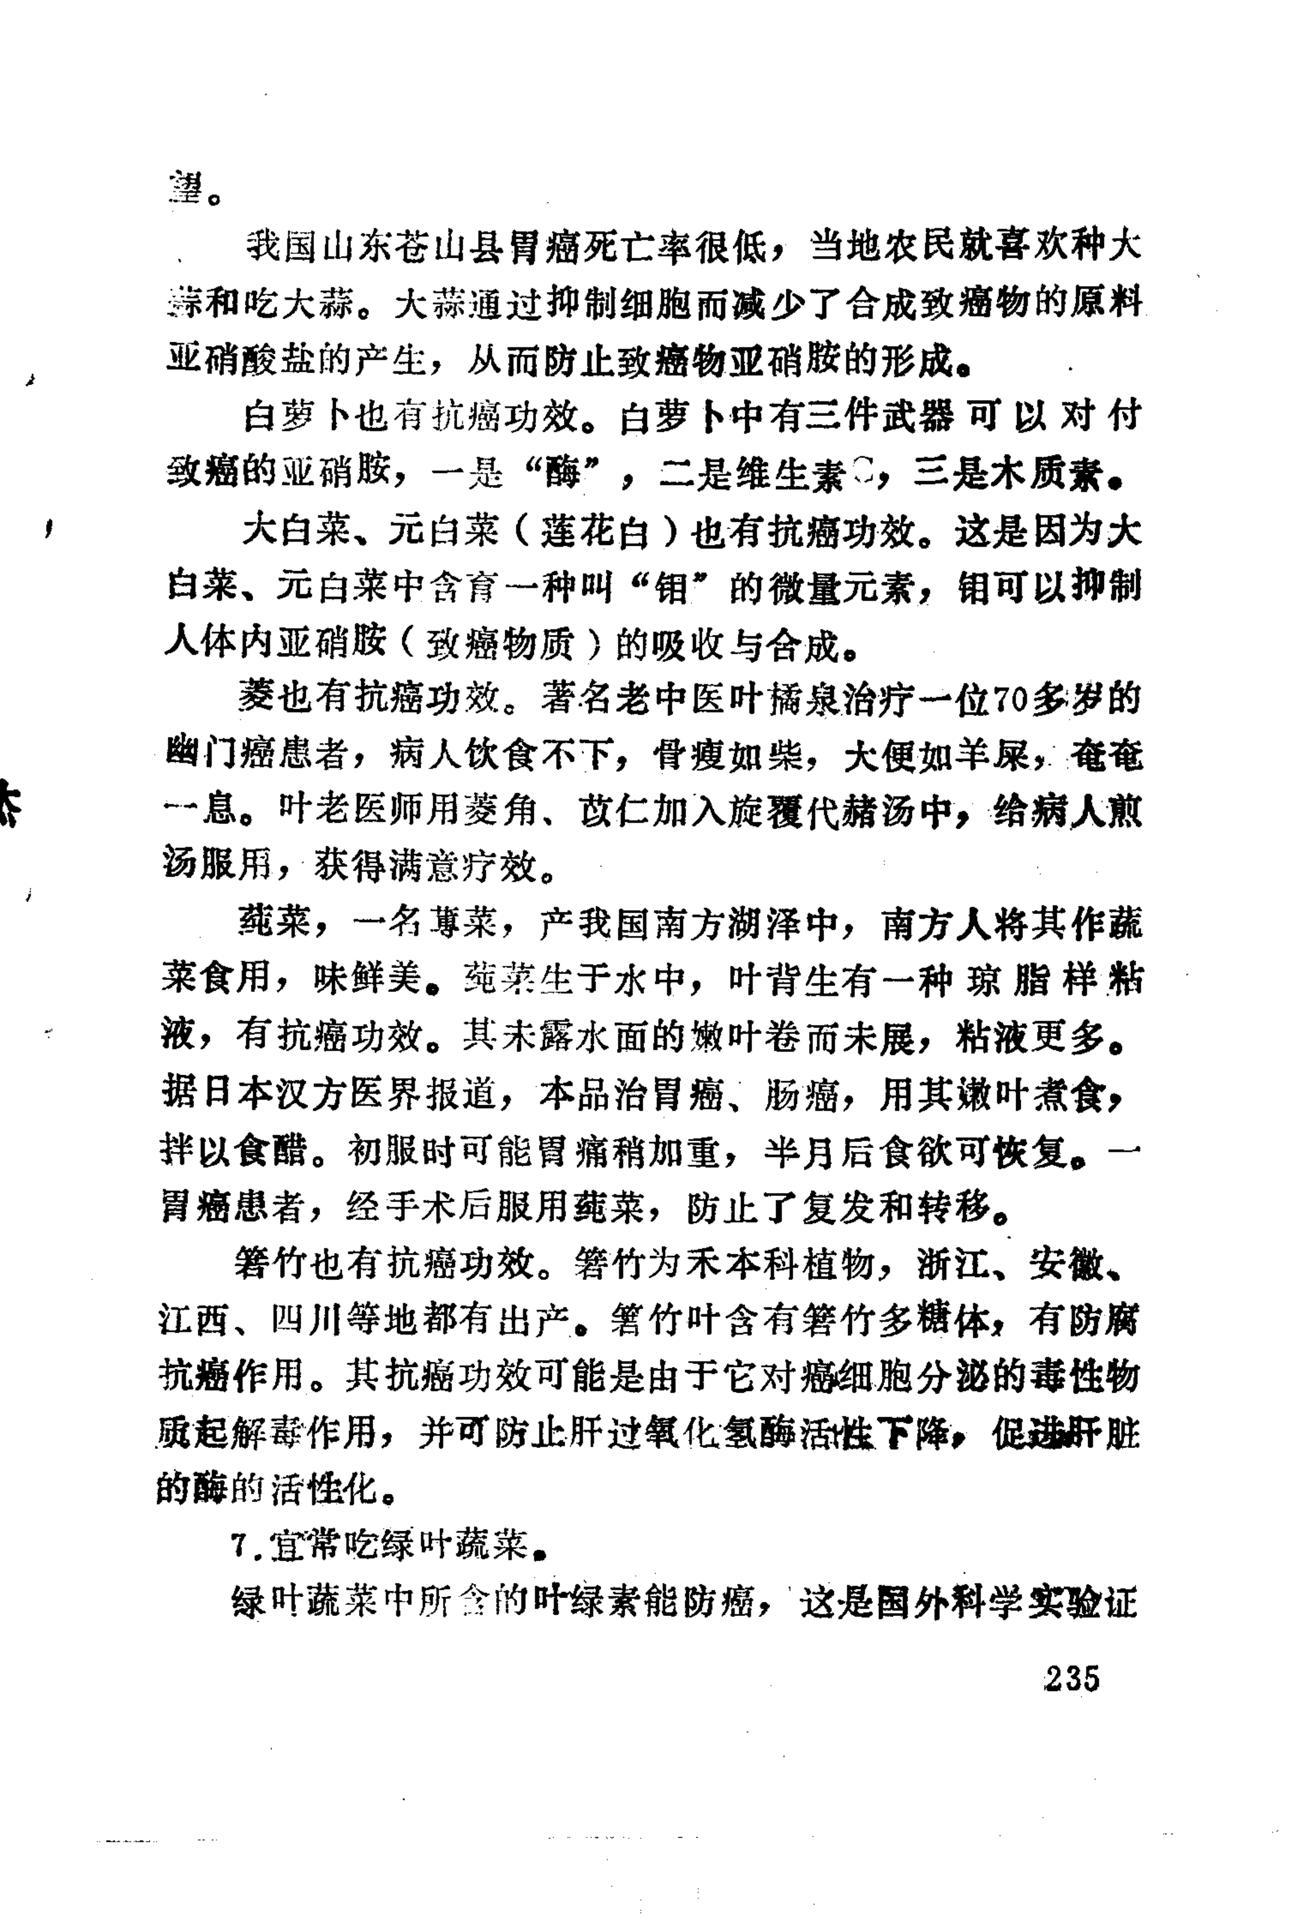 望。
我国山东苍山县胃癌死亡率很低，当地农民就喜欢种大
蒜和吃大蒜。大蒜通过抑制细胞而减少了合成致癌物的原料
亚硝酸盐的产生，从而防止致癌物亚硝胺的形成。
白萝卜也有抗癌功效。白萝卜中有三件武器可以对付
致癌的亚硝胺，一是“酶”，二是维生素C，三是木质素。
大白菜、元白菜（莲花白）也有抗癌功效。这是因为大
白菜、元白菜中含育一种叫“钼”的微量元素，钼可以抑制
人体内亚硝胺（致癌物质）的吸收与合成。
菱也有抗癌功效。著名老中医叶橘泉治疗一位70多岁的
幽门癌患者，病人饮食不下，骨瘦如柴，大便如羊屎，奄奄
一息。叶老医师用菱角、苡仁加入旋覆代赭汤中，给病人煎
汤服用，获得满意疗效。
莼菜，一名蓴菜，产我国南方湖泽中，南方人将其作蔬
菜食用，味鲜美。莼菜生于水中，叶背生有一种琼脂样粘
液，有抗癌功效。其未露水面的嫩叶卷而未展，粘液更多。
据日本汉方医界报道，本品治胃癌、肠癌，用其嫩叶煮食，
拌以食醋。初服时可能胃痛稍加重，半月后食欲可恢复。一
胃癌患者，经手术后服用莼菜，防止了复发和转移。
箬竹也有抗癌功效。箬竹为禾本科植物，浙江、安徽、
江西、四川等地都有出产。箬竹叶含有箬竹多糖体，有防腐
抗癌作用。其抗癌功效可能是由于它对癌细胞分泌的毒性物
质起解毒作用，并可防止肝过氧化氢酶活性下降，促进肝脏
的酶的活性化。
7.宜常吃绿叶蔬菜。
绿叶蔬菜中所含的叶绿素能防癌，这是国外科学实验证
235